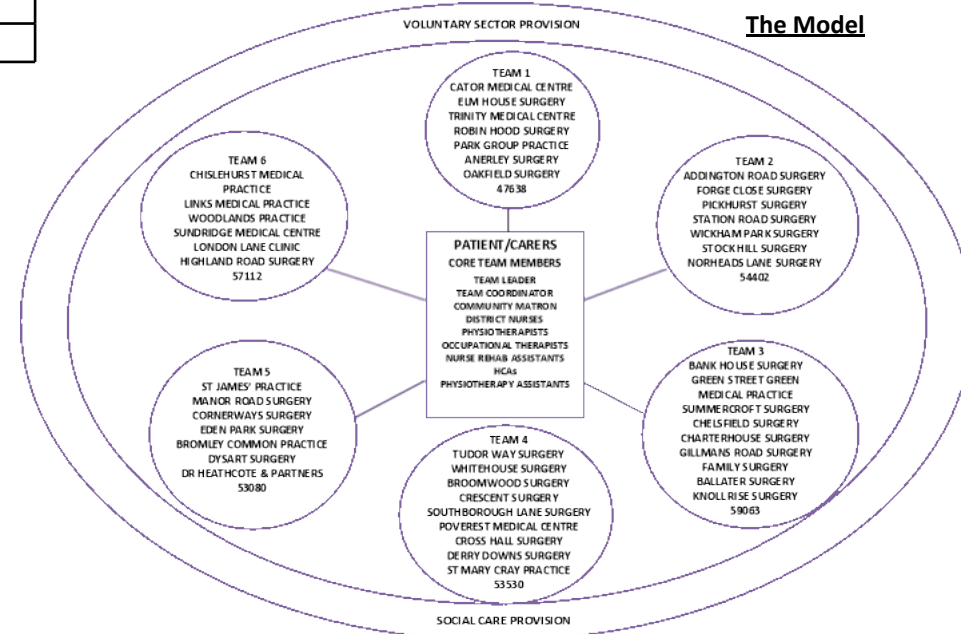 The Model
VOLUNTARY SECTOR PROVISION
TEAM 1
CATOR MEDICAL CENTRE
ELM HOUSE SURGERY
TRINITY MEDICAL CENTRE
ROBIN HOOD SURGERY
PARK GROUP PRACTICE
ANERLEY SURGERY
OAKFIELD SURGERY
47638
TEAM 2
ADDINGTON ROAD SURGERY
FORGE CLOSE SURGERY
PICKHURST SURGERY
STATION ROAD SURGERY
WICKHAM PARK SURGERY
STOCK HILL SURGERY
NORHEADS LANE SURGERY
54402
TEAM 3
BANK HOUSE SURGERY
GREEN STREET GREEN
MEDICAL PRACTICE
SUMMERCROFT SURGERY
CHELSFIELD SURGERY
CHARTERHOUSE SURGERY
GILLMANS ROAD SURGERY
FAMILY SURGERY
BALLATER SURGERY
KNOLL RISE SURGERY
59063
TEAM 4
TUDOR WAY SURGERY
WHITEHOUSE SURGERY
BROOMWOOD SURGERY
CRESCENT SURGERY
SOUTHBOROUGH LANE SURGERY
POVEREST MEDICAL CENTRE
CROSS HALL SURGERY
DERRY DOWNS SURGERY
ST MARY CRAY PRACTICE
53530
TEAM 5
ST JAMES' PRACTICE
MANOR ROAD SURGERY
CORNERWAYS SURGERY
EDEN PARK SURGERY
BROMLEY COMMON PRACTICE
DYSART SURGERY
DR HEATHCOTE & PARTNERS
53080
TEAM 6
CHISLEHURST MEDICAL
PRACTICE
LINKS MEDICAL PRACTICE
WOODLANDS PRACTICE
SUNDRIDGE MEDICAL CENTRE
LONDON LANE CLINIC
HIGHLAND ROAD SURGERY
57112
PATIENT/CARERS
CORE TEAM MEMBERS
TEAM LEADER
TEAM COORDINATOR
COMMUNITY MATRON
DISTRICT NURSES
PHYSIOTHERAPISTS
OCCUPATIONAL THERAPISTS
NURSE REHAB ASSISTANTS
HCAs
PHYSIOTHERAPY ASSISTANTS
SOCIAL CARE PROVISION